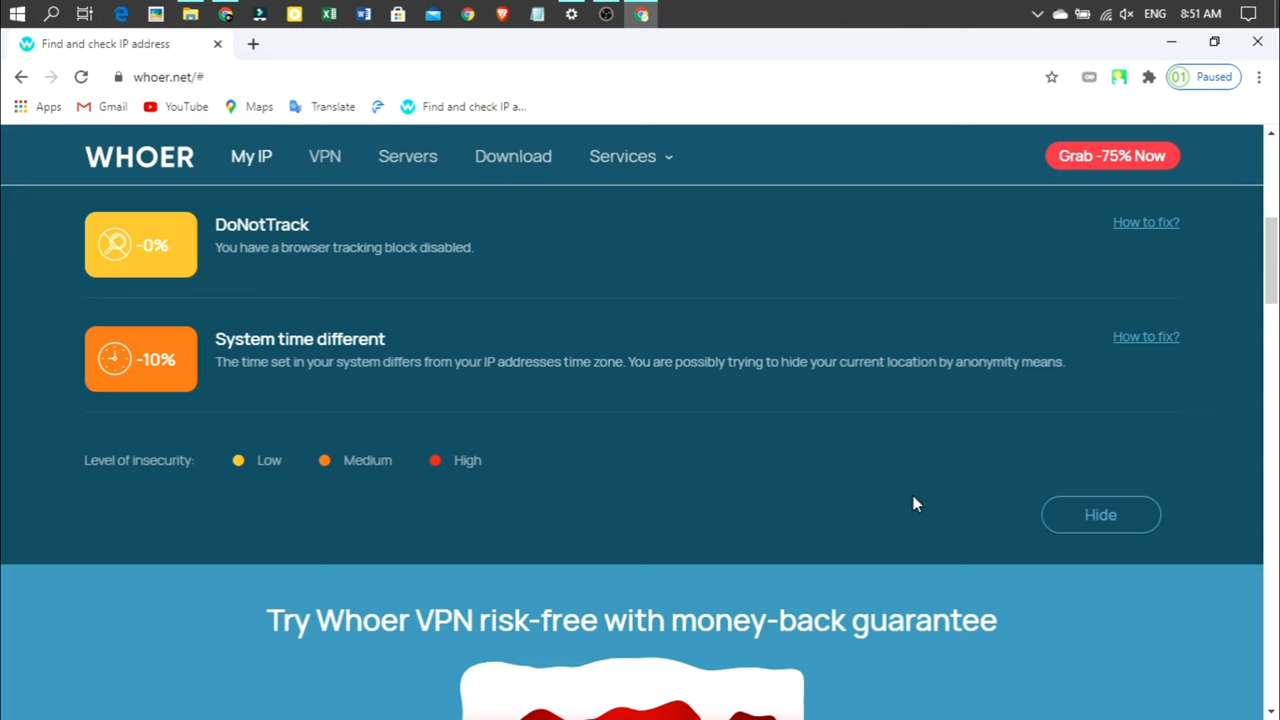 ENG 8:51 AM
Find and check IP address
whoer.net/#
01 Paused
Apps Gmail YouTube Maps Translate Find and check IP a...
WHOER My IP VPN Servers Download Services Grab -75% Now
-0% DoNotTrack How to fix?
You have a browser tracking block disabled.
-10% System time different How to fix?
The time set in your system differs from your IP addresses time zone. You are possibly trying to hide your current location by anonymity means.
Level of insecurity: Low Medium High
Hide
Try Whoer VPN risk-free with money-back guarantee